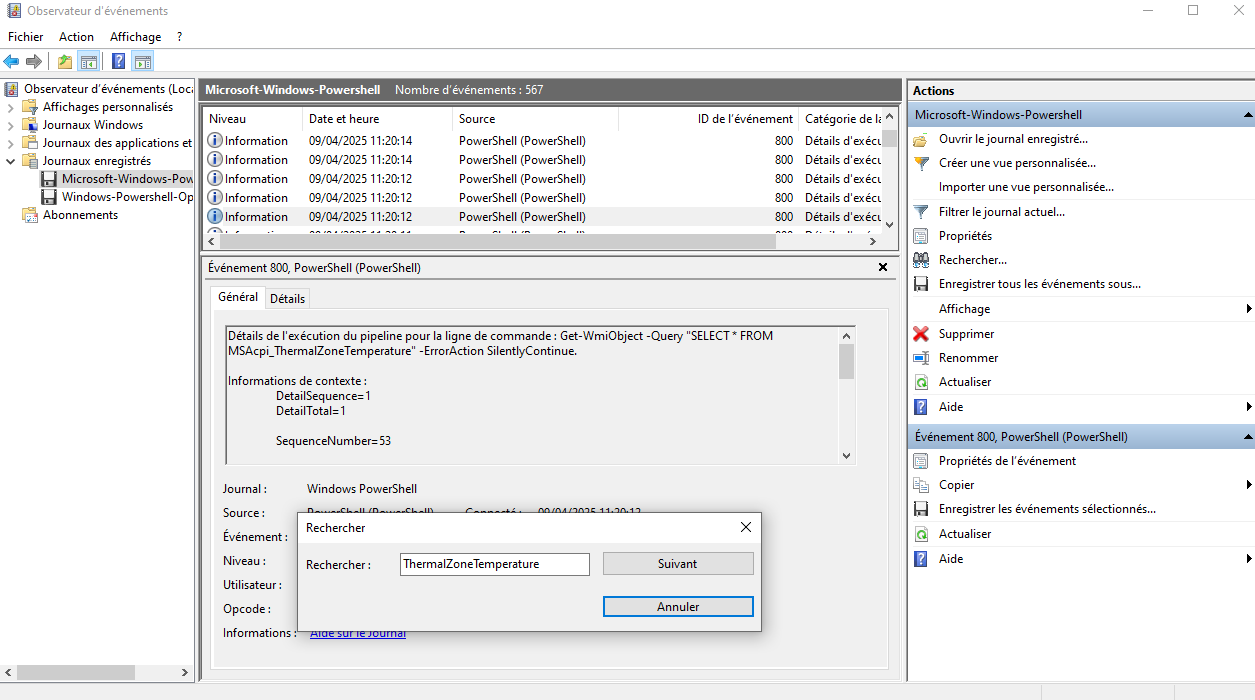 Observateur d'événements
Fichier Action Affichage ?
Observateur d'événements (Loca
Affichages personnalisés
Journaux Windows
Journaux des applications et
Journaux enregistrés
Microsoft-Windows-Pow
Windows-Powershell-Op
Abonnements
Microsoft-Windows-Powershell Nombre d'événements : 567
Niveau Date et heure Source ID de l'événement Catégorie de la
Information 09/04/2025 11:20:14 PowerShell (PowerShell) 800 Détails d'exécu
Information 09/04/2025 11:20:14 PowerShell (PowerShell) 800 Détails d'exécu
Information 09/04/2025 11:20:12 PowerShell (PowerShell) 800 Détails d'exécu
Information 09/04/2025 11:20:12 PowerShell (PowerShell) 800 Détails d'exécu
Information 09/04/2025 11:20:12 PowerShell (PowerShell) 800 Détails d'exécu
Événement 800, PowerShell (PowerShell)
Général Détails
Détails de l'exécution du pipeline pour la ligne de commande : Get-WmiObject -Query "SELECT * FROM
MSAcpi_ThermalZoneTemperature" -ErrorAction SilentlyContinue.
Informations de contexte :
DetailSequence=1
DetailTotal=1
SequenceNumber=53
Journal : Windows PowerShell
Source : PowerShell (PowerShell) Connecté : 09/04/2025 11:20:12
Événement :
Niveau :
Utilisateur :
Opcode :
Informations : Aide sur le Journal
Rechercher
Rechercher : ThermalZoneTemperature Suivant
Annuler
Actions
Microsoft-Windows-Powershell
Ouvrir le journal enregistré...
Créer une vue personnalisée...
Importer une vue personnalisée...
Filtrer le journal actuel...
Propriétés
Rechercher...
Enregistrer tous les événements sous...
Affichage
Supprimer
Renommer
Actualiser
Aide
Événement 800, PowerShell (PowerShell)
Propriétés de l'événement
Copier
Enregistrer les événements sélectionnés...
Actualiser
Aide